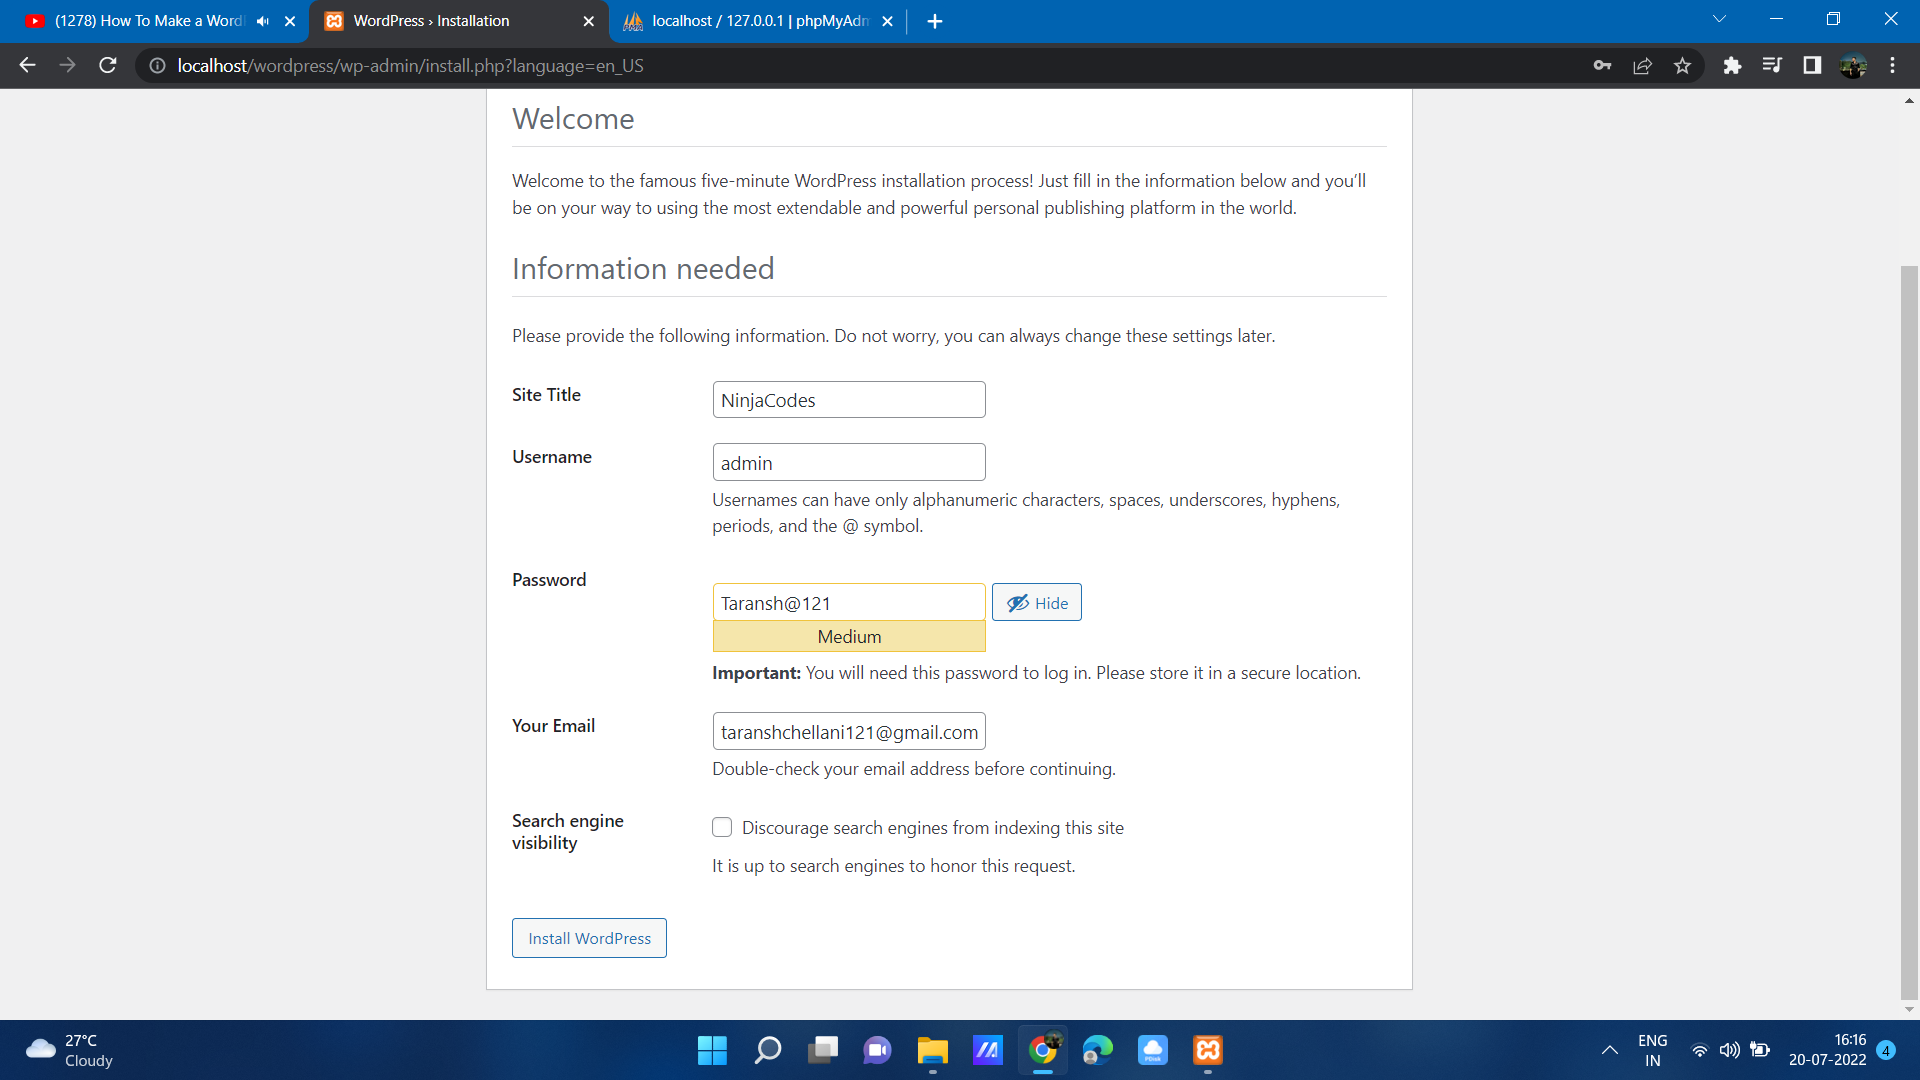 (1278) How To Make a Word
WordPress › Installation
localhost / 127.0.0.1 | phpMyAdm
localhost/wordpress/wp-admin/install.php?language=en_US
Welcome
Welcome to the famous five-minute WordPress installation process! Just fill in the information below and you'll
be on your way to using the most extendable and powerful personal publishing platform in the world.
Information needed
Please provide the following information. Do not worry, you can always change these settings later.
Site Title
NinjaCodes
Username
admin
Usernames can have only alphanumeric characters, spaces, underscores, hyphens,
periods, and the @ symbol.
Password
Taransh@121
Hide
Medium
Important: You will need this password to log in. Please store it in a secure location.
Your Email
taranshchellani121@gmail.com
Double-check your email address before continuing.
Search engine
visibility
Discourage search engines from indexing this site
It is up to search engines to honor this request.
Install WordPress
27°C
Cloudy
ENG
IN
16:16
20-07-2022
4